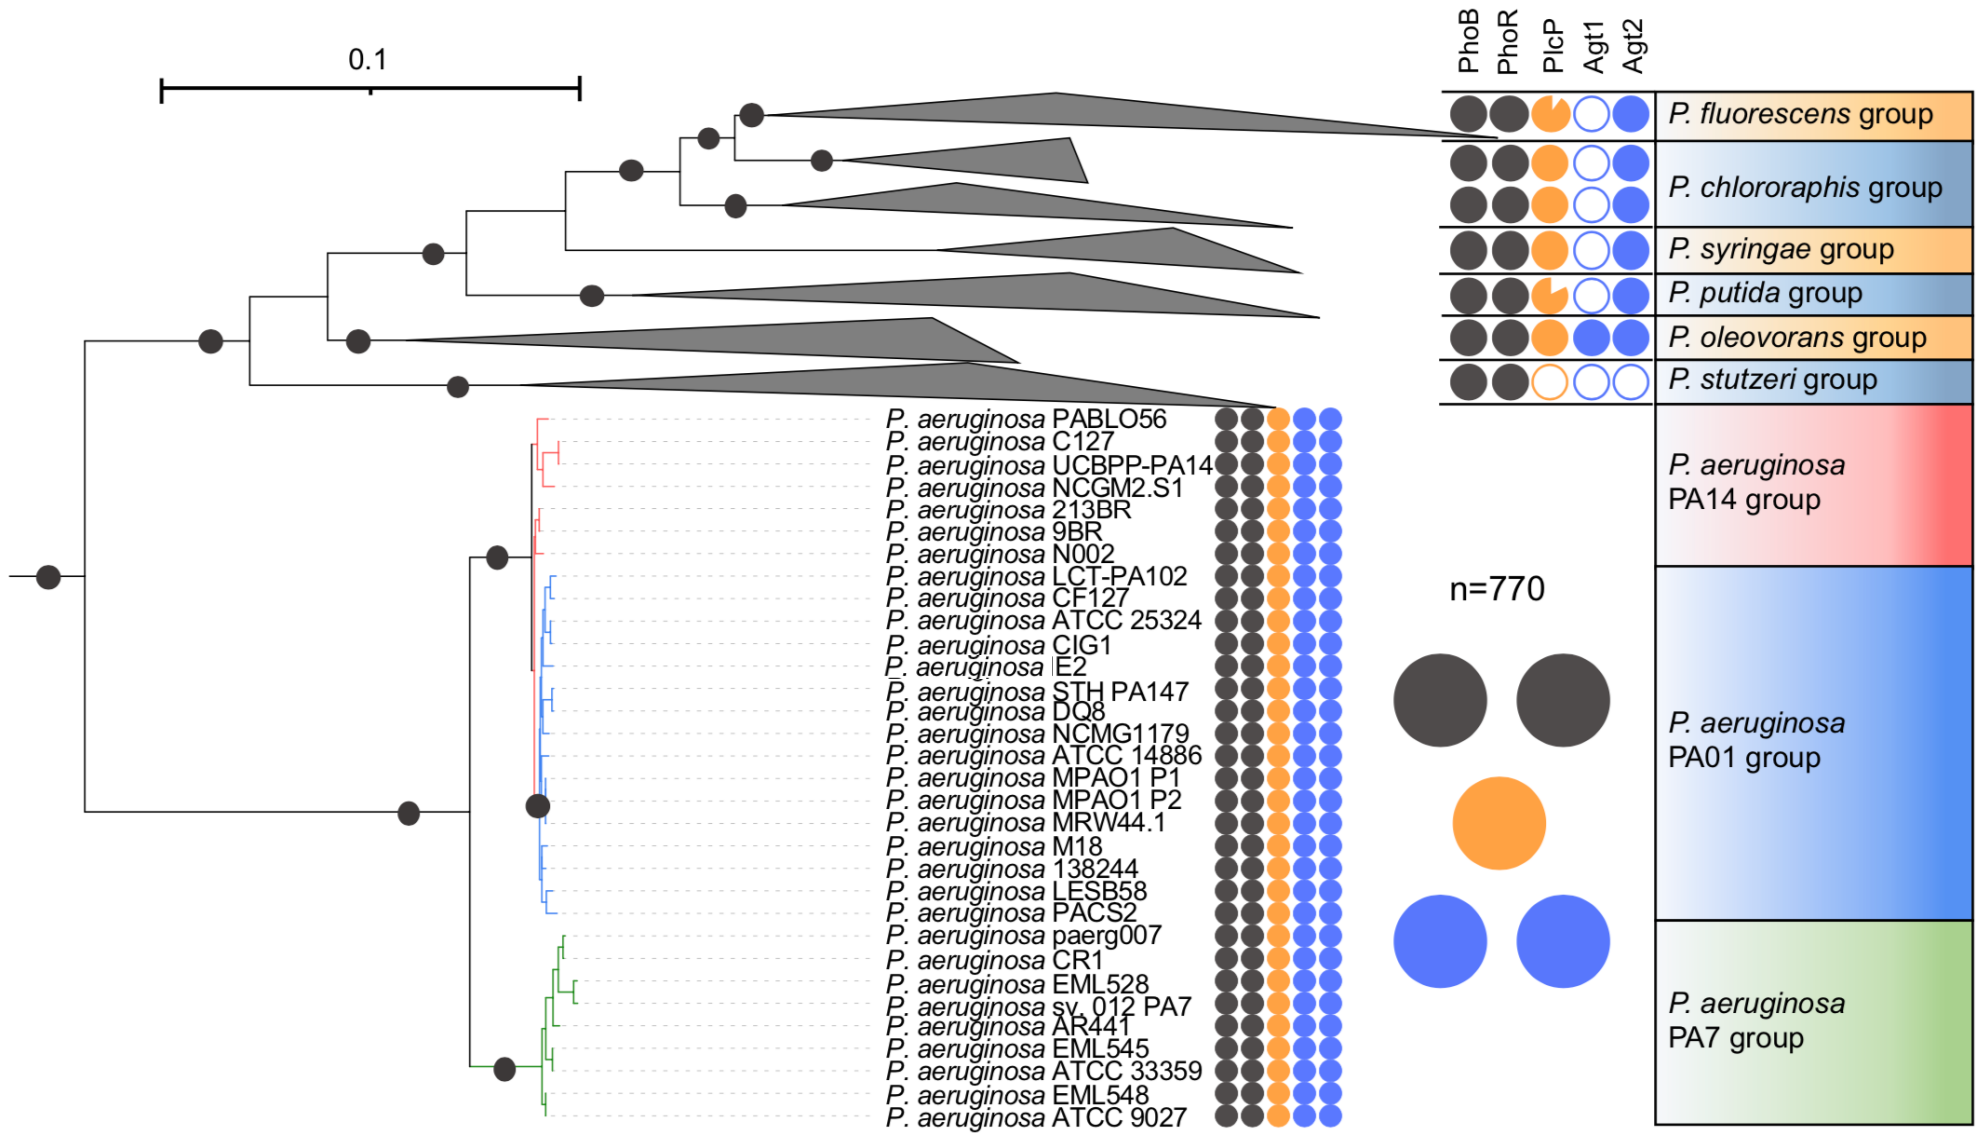 0.1
PhoB
PhoR
PlcP
Agt1
Agt2
P. fluorescens group
P. chlororaphis group
P. syringae group
P. putida group
P. oleovorans group
P. stutzeri group
P. aeruginosa PABLO56
P. aeruginosa C127
P. aeruginosa UCBPP-PA14
P. aeruginosa NCGM2.S1
P. aeruginosa 213BR
P. aeruginosa 9BR
P. aeruginosa N002
P. aeruginosa LCT-PA102
P. aeruginosa CF127
P. aeruginosa ATCC 25324
P. aeruginosa CIG1
P. aeruginosa IE2
P. aeruginosa STH PA147
P. aeruginosa DQ8
P. aeruginosa NCMG1179
P. aeruginosa ATCC 14886
P. aeruginosa MPAO1 P1
P. aeruginosa MPAO1 P2
P. aeruginosa MRW44.1
P. aeruginosa M18
P. aeruginosa 138244
P. aeruginosa LESB58
P. aeruginosa PACS2
P. aeruginosa paerg007
P. aeruginosa CR1
P. aeruginosa EML528
P. aeruginosa sv. 012 PA7
P. aeruginosa AR441
P. aeruginosa EML545
P. aeruginosa ATCC 33359
P. aeruginosa EML548
P. aeruginosa ATCC 9027
n=770
P. aeruginosa
PA14 group
P. aeruginosa
PA01 group
P. aeruginosa
PA7 group